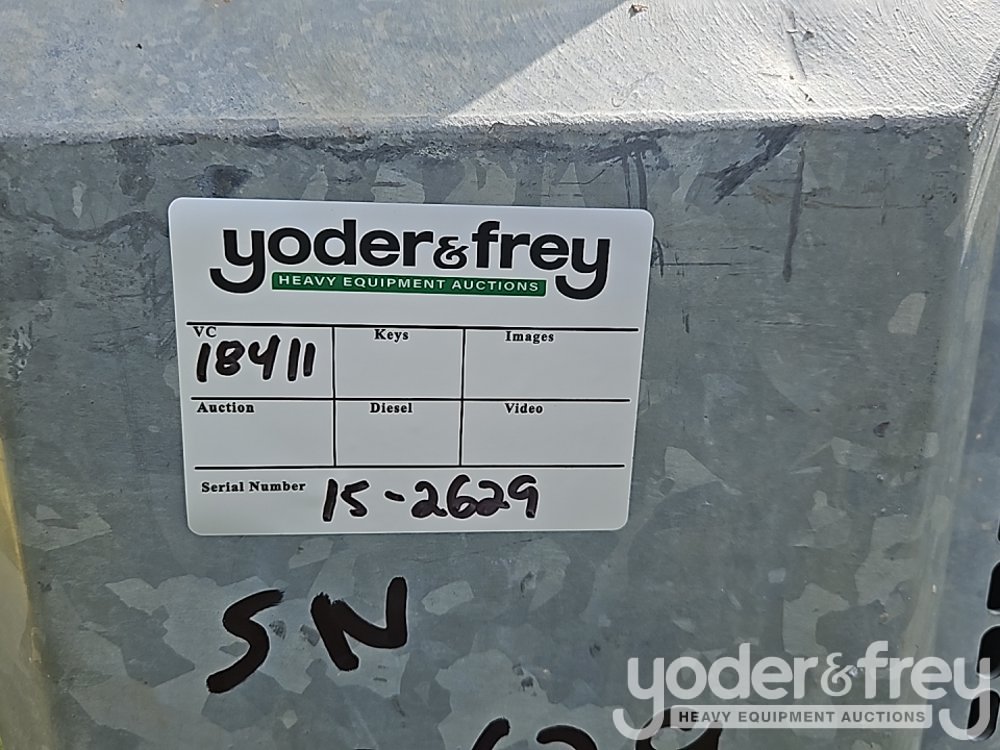 yoder&frey
HEAVY EQUIPMENT AUCTIONS
VC Keys Images
18411
Auction Diesel Video
Serial Number 15-2629
SN
yoder&frey
HEAVY EQUIPMENT AUCTIONS